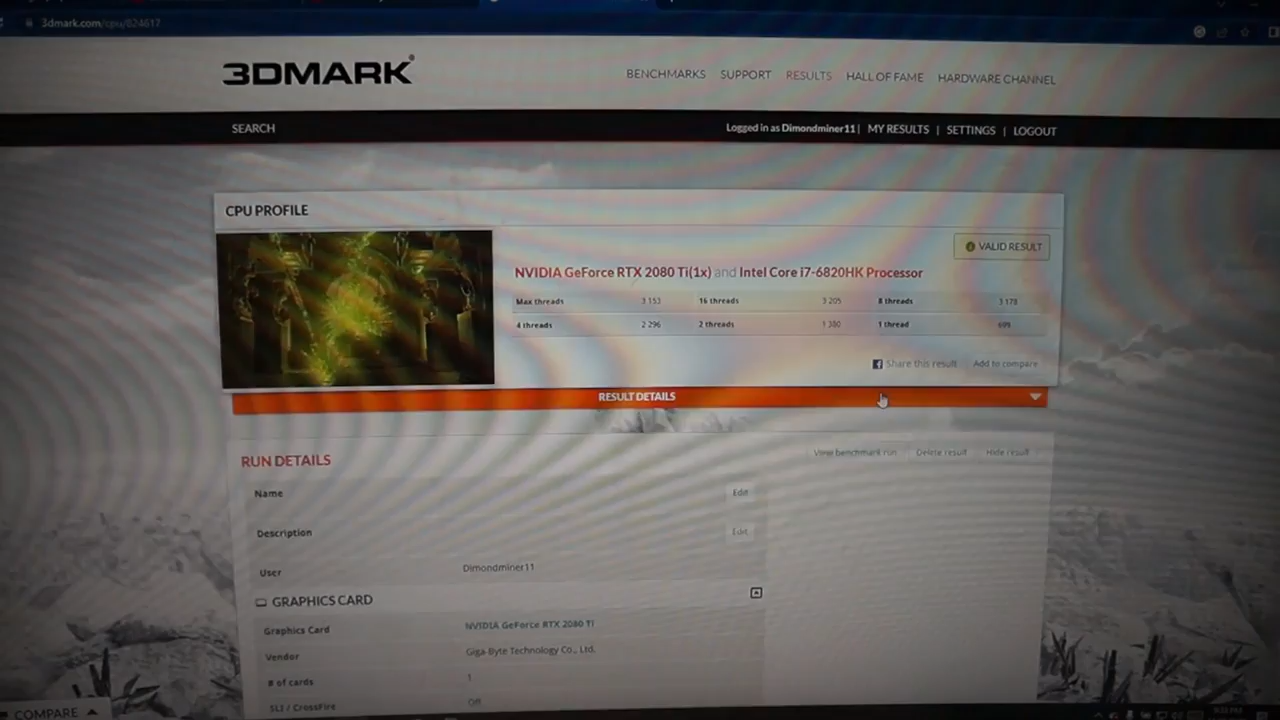 3dmark.com/cpu/824617
3DMARK
BENCHMARKS SUPPORT RESULTS HALL OF FAME HARDWARE CHANNEL
SEARCH
Logged in as Dimondminer11 | MY RESULTS | SETTINGS | LOGOUT
CPU PROFILE
VALID RESULT
NVIDIA GeForce RTX 2080 Ti(1x) and Intel Core i7-6820HK Processor
Max threads 3 153 16 threads 3 205 8 threads 3 178
4 threads 2 296 2 threads 1 380 1 thread 699
Share this result Add to compare
RESULT DETAILS
RUN DETAILS
View benchmark run Delete result Hide result
Name Edit
Description Edit
User Dimondminer11
GRAPHICS CARD
Graphics Card NVIDIA GeForce RTX 2080 Ti
Vendor Giga-Byte Technology Co., Ltd.
# of cards 1
SLI / CrossFire Off
COMPARE